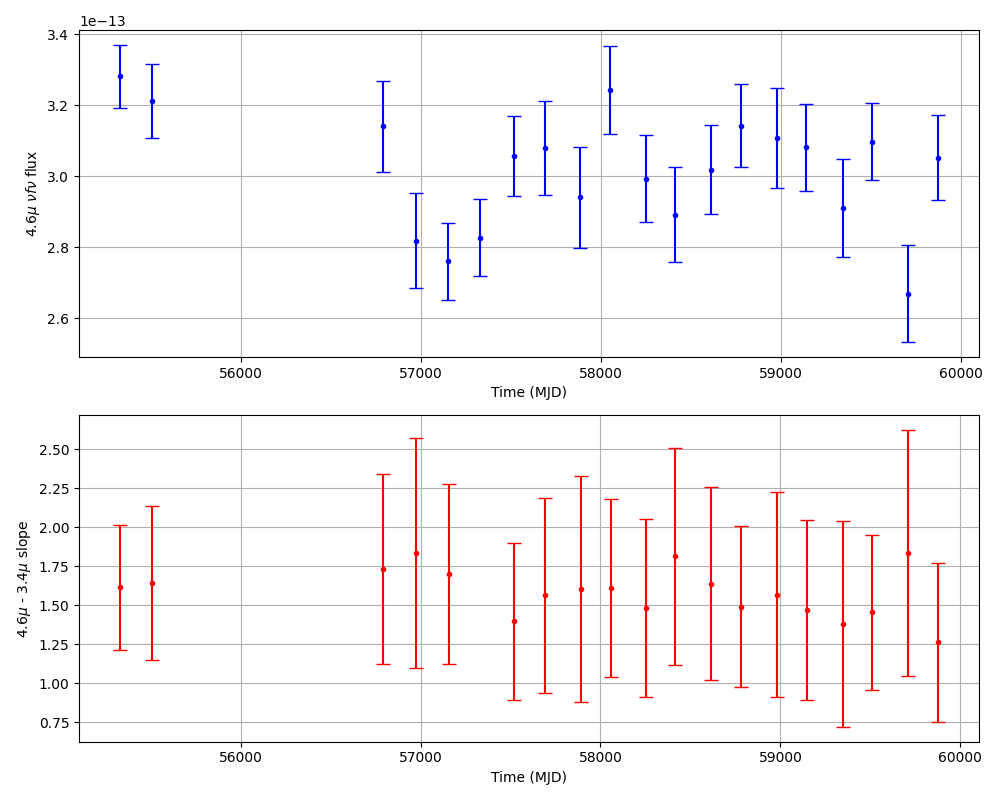 1e−13
3.4
3.2
3.0
2.8
2.6
4.6μ νfν flux
56000 57000 58000 59000 60000
Time (MJD)
2.50
2.25
2.00
1.75
1.50
1.25
1.00
0.75
4.6μ - 3.4μ slope
56000 57000 58000 59000 60000
Time (MJD)